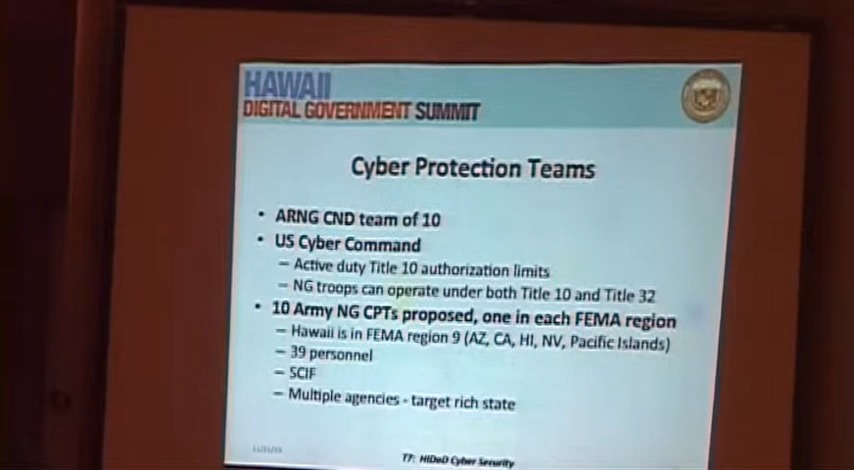 HAWAII
DIGITAL GOVERNMENT SUMMIT
Cyber Protection Teams
• ARNG CND team of 10
• US Cyber Command
– Active duty Title 10 authorization limits
– NG troops can operate under both Title 10 and Title 32
• 10 Army NG CPTs proposed, one in each FEMA region
– Hawaii is in FEMA region 9 (AZ, CA, HI, NV, Pacific Islands)
– 39 personnel
– SCIF
– Multiple agencies - target rich state
T7: HIDoD Cyber Security